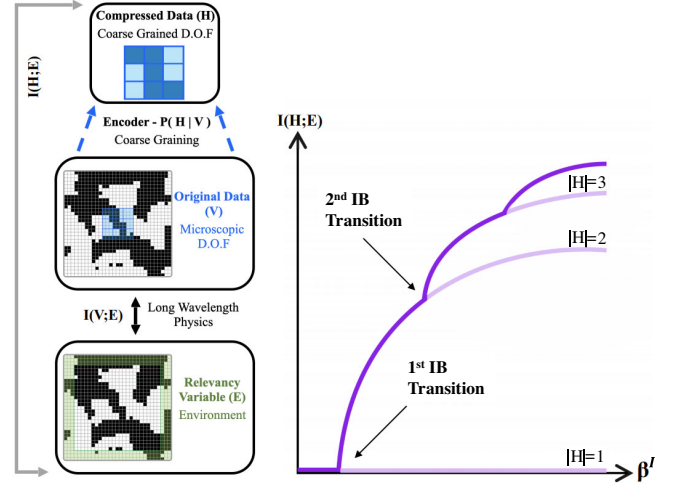 Compressed Data (H)
Coarse Grained D.O.F
I(H;E)
Encoder - P( H | V )
Coarse Graining
Original Data
(V)
Microscopic
D.O.F
I(V;E)
Long Wavelength
Physics
Relevancy
Variable (E)
Environment
I(H;E)
2nd IB
Transition
1st IB
Transition
|H|=3
|H|=2
|H|=1
β^I